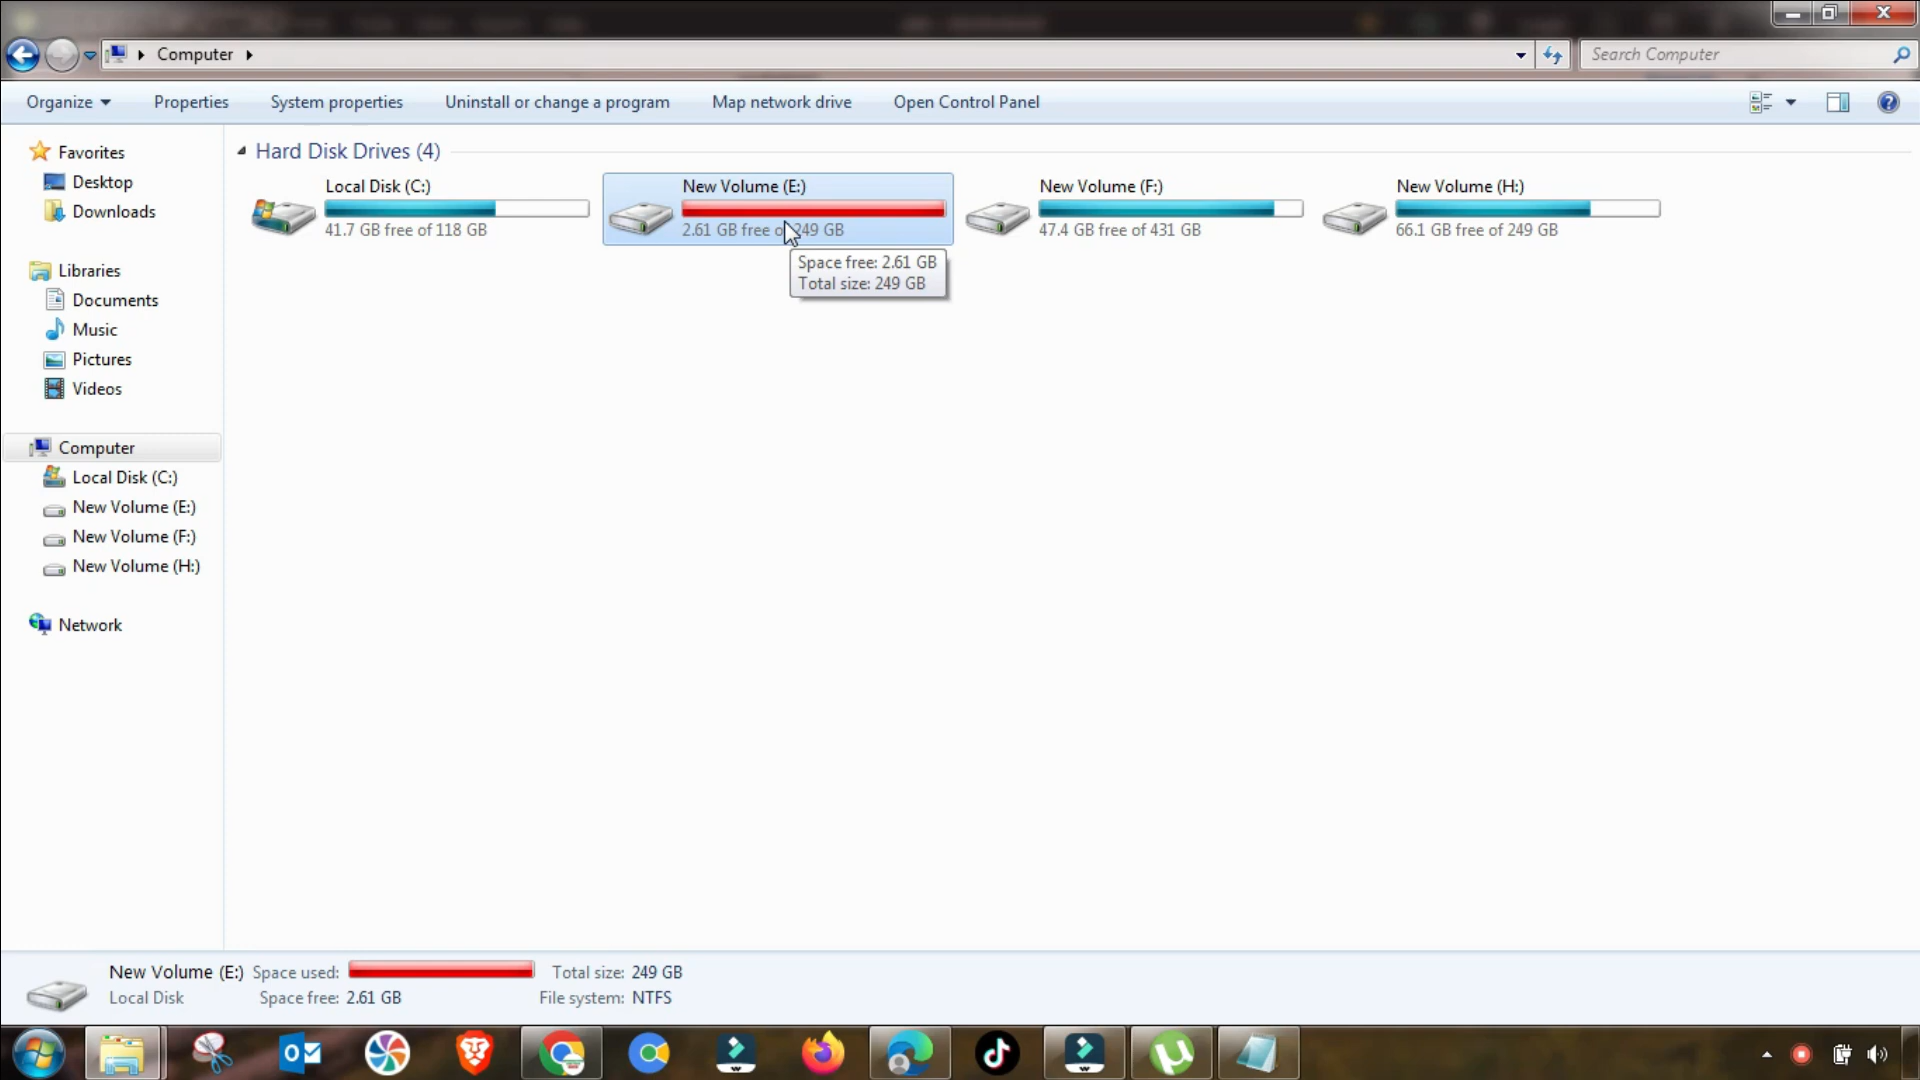 Computer
Search Computer
Organize
Properties
System properties
Uninstall or change a program
Map network drive
Open Control Panel
Favorites
Desktop
Downloads
Libraries
Documents
Music
Pictures
Videos
Computer
Local Disk (C:)
New Volume (E:)
New Volume (F:)
New Volume (H:)
Network
Hard Disk Drives (4)
Local Disk (C:)
41.7 GB free of 118 GB
New Volume (E:)
2.61 GB free of 249 GB
Space free: 2.61 GB
Total size: 249 GB
New Volume (F:)
47.4 GB free of 431 GB
New Volume (H:)
66.1 GB free of 249 GB
New Volume (E:) Space used: Total size: 249 GB
Local Disk Space free: 2.61 GB File system: NTFS